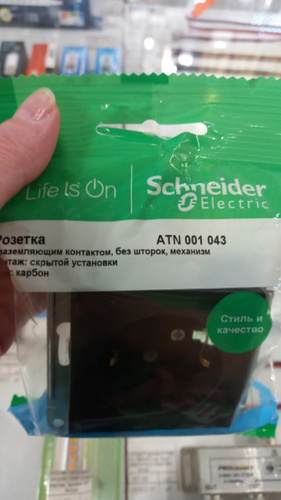 Life Is On
Schneider
Electric
Розетка
ATN 001 043
заземляющим контактом, без шторок, механизм
нтаж: скрытой установки
карбон
Стиль и
качество